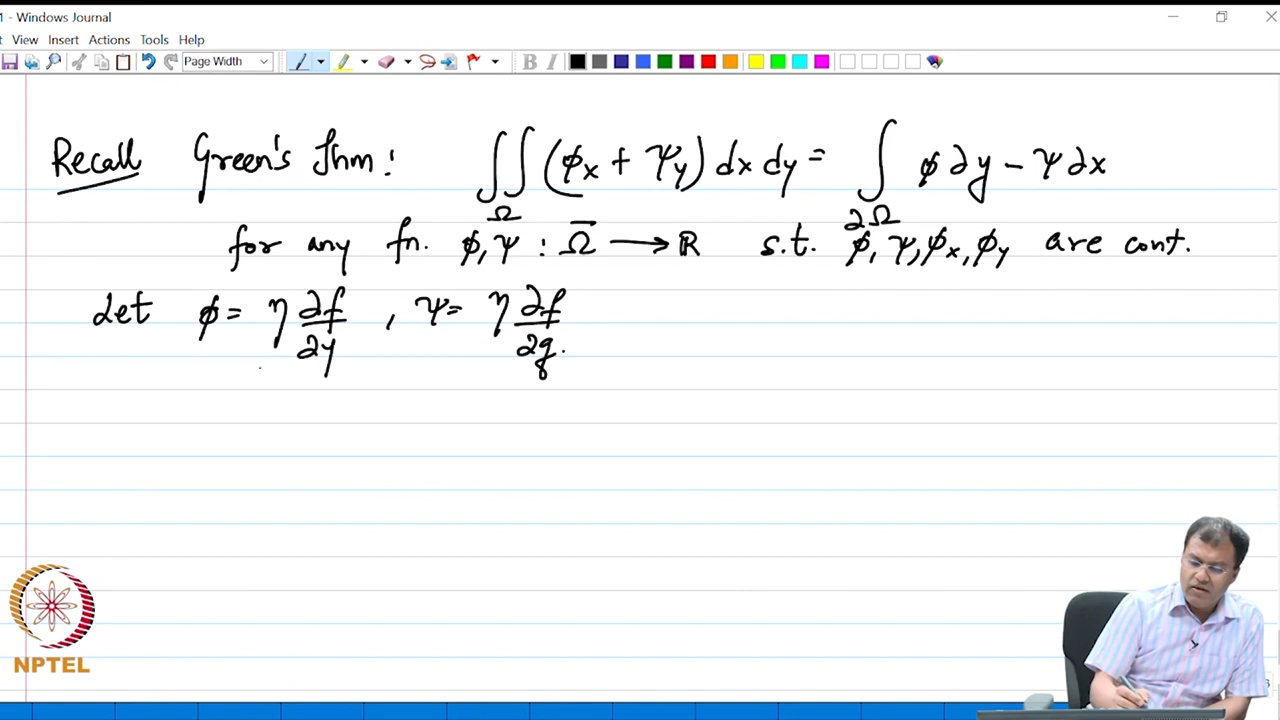 1 - Windows Journal
t View Insert Actions Tools Help
Page Width B I
Recall Green's Thm: ∬_Ω (ϕ_x + ψ_y) dx dy = ∫_∂Ω ϕ ∂y − ψ ∂x
for any fn. ϕ, ψ : Ω̅ ⟶ ℝ s.t. ϕ, ψ, ϕ_x, ϕ_y are cont.
Let ϕ = η ∂f/∂y , ψ = η ∂f/∂q.
NPTEL